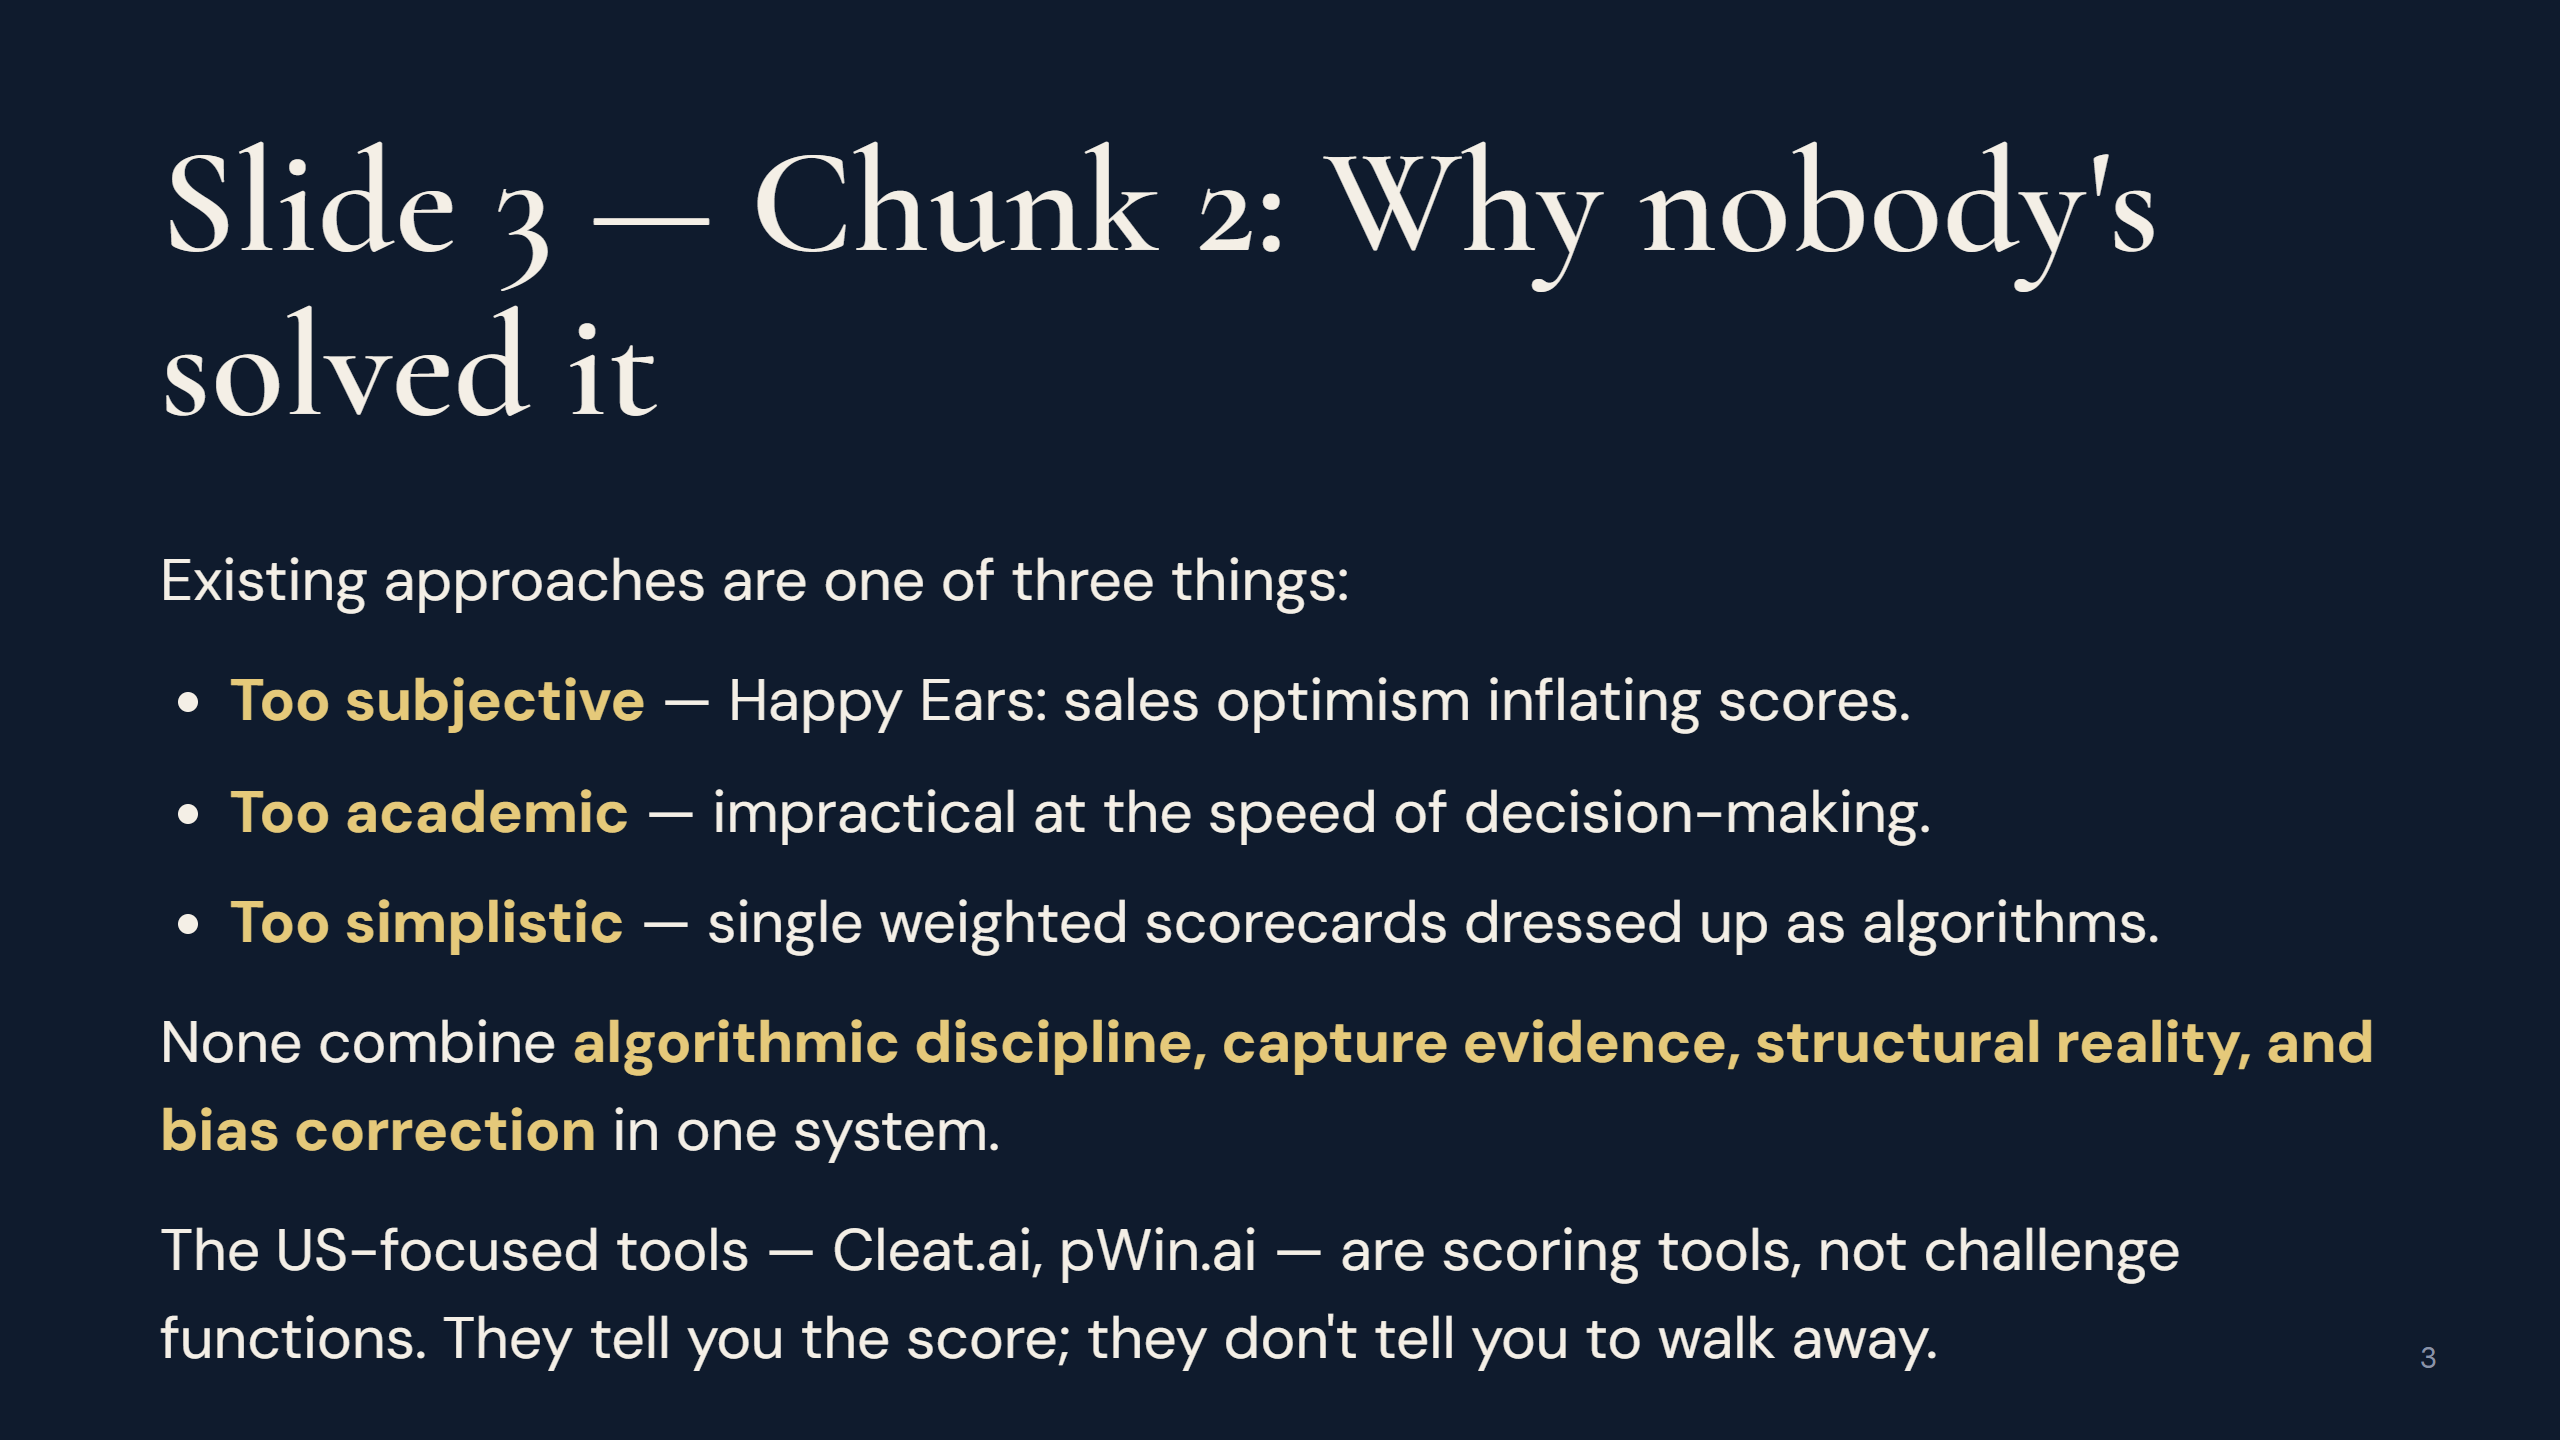 Slide 3 — Chunk 2: Why nobody's
solved it
Existing approaches are one of three things:
• Too subjective — Happy Ears: sales optimism inflating scores.
• Too academic — impractical at the speed of decision-making.
• Too simplistic — single weighted scorecards dressed up as algorithms.
None combine algorithmic discipline, capture evidence, structural reality, and
bias correction in one system.
The US-focused tools — Cleat.ai, pWin.ai — are scoring tools, not challenge
functions. They tell you the score; they don't tell you to walk away.
3